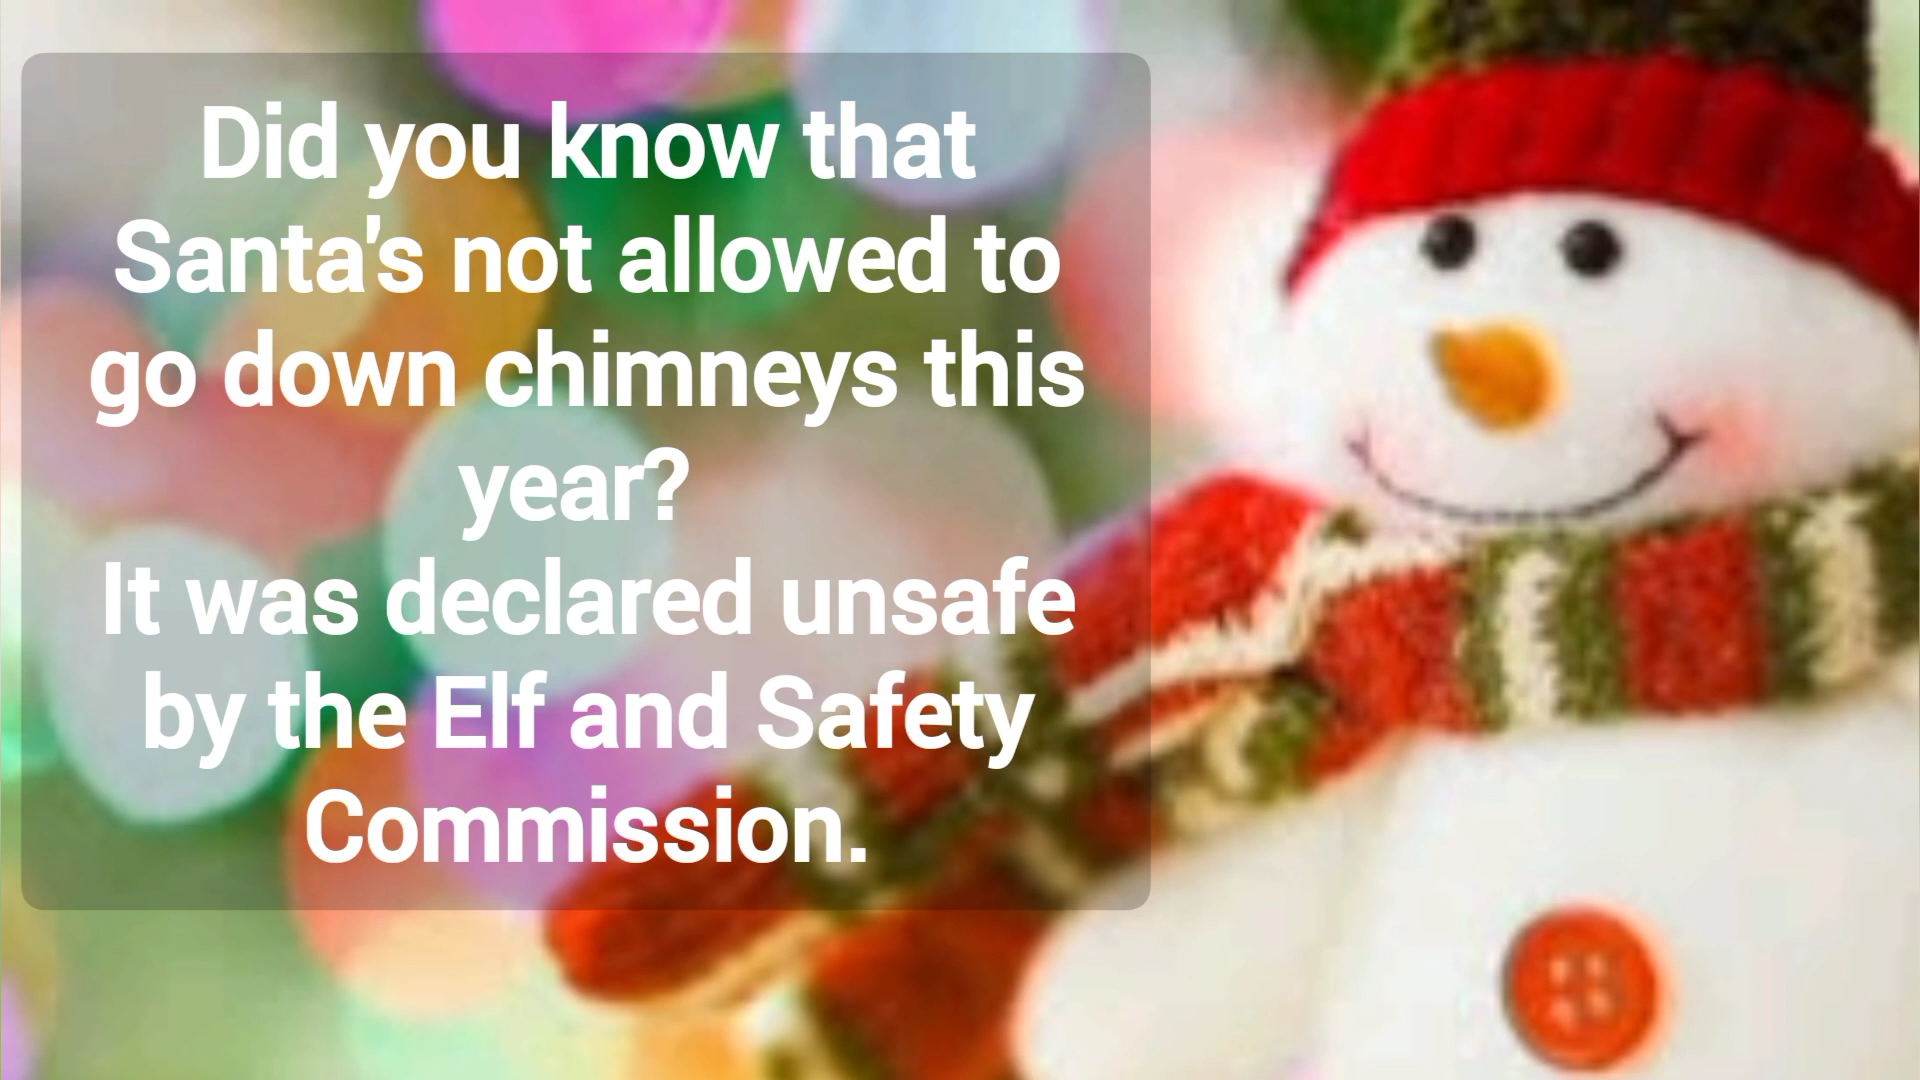 Did you know that
Santa's not allowed to
go down chimneys this
year?
It was declared unsafe
by the Elf and Safety
Commission.